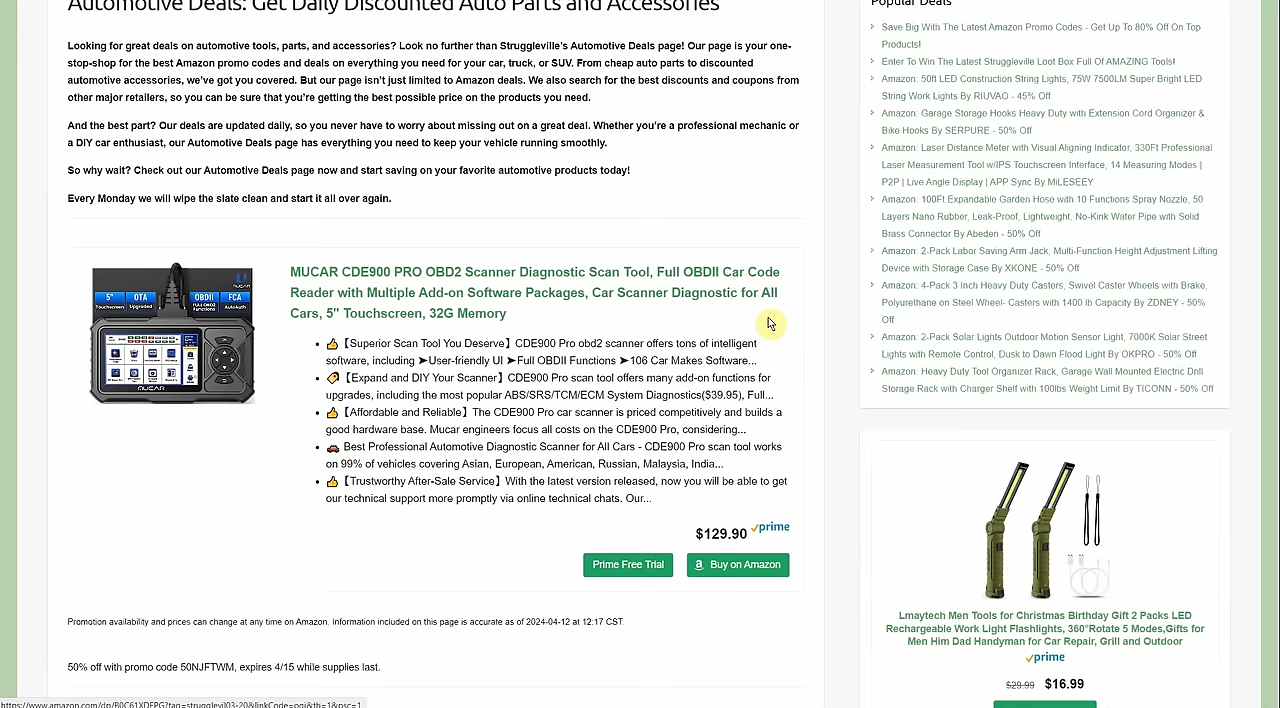 Automotive Deals: Get Daily Discounted Auto Parts and Accessories
Looking for great deals on automotive tools, parts, and accessories? Look no further than Struggleville's Automotive Deals page! Our page is your one-
stop-shop for the best Amazon promo codes and deals on everything you need for your car, truck, or SUV. From cheap auto parts to discounted
automotive accessories, we've got you covered. But our page isn't just limited to Amazon deals. We also search for the best discounts and coupons from
other major retailers, so you can be sure that you're getting the best possible price on the products you need.
And the best part? Our deals are updated daily, so you never have to worry about missing out on a great deal. Whether you're a professional mechanic or
a DIY car enthusiast, our Automotive Deals page has everything you need to keep your vehicle running smoothly.
So why wait? Check out our Automotive Deals page now and start saving on your favorite automotive products today!
Every Monday we will wipe the slate clean and start it all over again.
MUCAR
5"
Touchscreen
OTA
Upgraded
OBDII
FULL OBD2
Functions
FCA
AutoAuth
MUCAR
MUCAR CDE900 PRO OBD2 Scanner Diagnostic Scan Tool, Full OBDII Car Code
Reader with Multiple Add-on Software Packages, Car Scanner Diagnostic for All
Cars, 5" Touchscreen, 32G Memory
• 👍【Superior Scan Tool You Deserve】CDE900 Pro obd2 scanner offers tons of intelligent
software, including ➤User-friendly UI ➤Full OBDII Functions ➤106 Car Makes Software...
• 🏷【Expand and DIY Your Scanner】CDE900 Pro scan tool offers many add-on functions for
upgrades, including the most popular ABS/SRS/TCM/ECM System Diagnostics($39.95), Full...
• 👍【Affordable and Reliable】The CDE900 Pro car scanner is priced competitively and builds a
good hardware base. Mucar engineers focus all costs on the CDE900 Pro, considering...
• 🚗 Best Professional Automotive Diagnostic Scanner for All Cars - CDE900 Pro scan tool works
on 99% of vehicles covering Asian, European, American, Russian, Malaysia, India...
• 👍【Trustworthy After-Sale Service】With the latest version released, now you will be able to get
our technical support more promptly via online technical chats. Our...
$129.90 prime
Prime Free Trial
Buy on Amazon
Promotion availability and prices can change at any time on Amazon. Information included on this page is accurate as of 2024-04-12 at 12:17 CST.
50% off with promo code 50NJFTWM, expires 4/15 while supplies last.
https://www.amazon.com/dp/B0C61XDFPG?tag=strugglevil03-20&linkCode=ogi&th=1&psc=1
Popular Deals
Save Big With The Latest Amazon Promo Codes - Get Up To 80% Off On Top
Products!
Enter To Win The Latest Struggleville Loot Box Full Of AMAZING Tools!
Amazon: 50ft LED Construction String Lights, 75W 7500LM Super Bright LED
String Work Lights By RIUVAO - 45% Off
Amazon: Garage Storage Hooks Heavy Duty with Extension Cord Organizer &
Bike Hooks By SERPURE - 50% Off
Amazon: Laser Distance Meter with Visual Aligning Indicator, 330Ft Professional
Laser Measurement Tool w/IPS Touchscreen Interface, 14 Measuring Modes |
P2P | Live Angle Display | APP Sync By MiLESEEY
Amazon: 100Ft Expandable Garden Hose with 10 Functions Spray Nozzle, 50
Layers Nano Rubber, Leak-Proof, Lightweight, No-Kink Water Pipe with Solid
Brass Connector By Abeden - 50% Off
Amazon: 2-Pack Labor Saving Arm Jack, Multi-Function Height Adjustment Lifting
Device with Storage Case By XKONE - 50% Off
Amazon: 4-Pack 3 Inch Heavy Duty Casters, Swivel Caster Wheels with Brake,
Polyurethane on Steel Wheel- Casters with 1400 lb Capacity By ZDNEY - 50%
Off
Amazon: 2-Pack Solar Lights Outdoor Motion Sensor Light, 7000K Solar Street
Lights with Remote Control, Dusk to Dawn Flood Light By OKPRO - 50% Off
Amazon: Heavy Duty Tool Organizer Rack, Garage Wall Mounted Electric Drill
Storage Rack with Charger Shelf with 100lbs Weight Limit By TICONN - 50% Off
Lmaytech Men Tools for Christmas Birthday Gift 2 Packs LED
Rechargeable Work Light Flashlights, 360°Rotate 5 Modes,Gifts for
Men Him Dad Handyman for Car Repair, Grill and Outdoor
prime
$29.99 $16.99